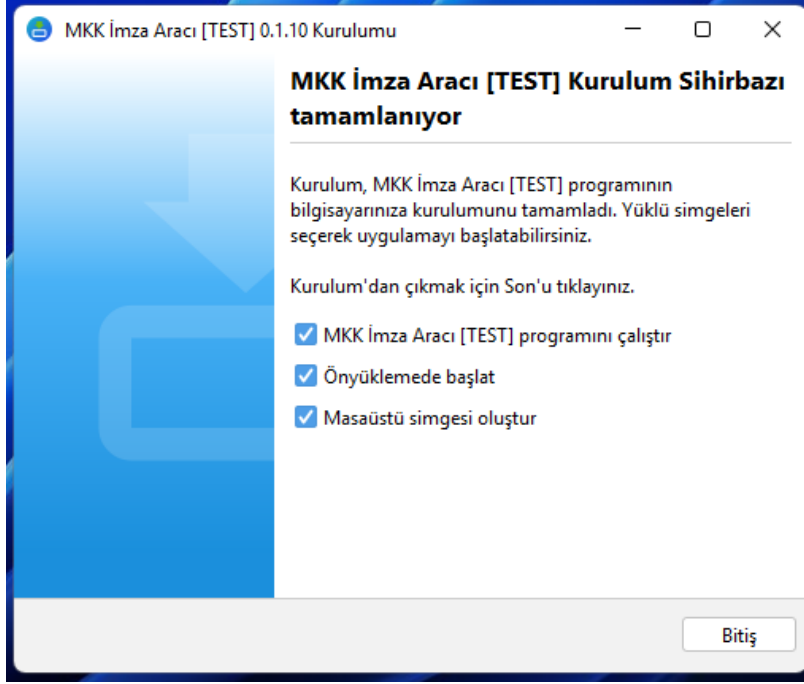 MKK İmza Aracı [TEST] 0.1.10 Kurulumu
MKK İmza Aracı [TEST] Kurulum Sihirbazı
tamamlanıyor
Kurulum, MKK İmza Aracı [TEST] programının
bilgisayarınıza kurulumunu tamamladı. Yüklü simgeleri
seçerek uygulamayı başlatabilirsiniz.
Kurulum'dan çıkmak için Son'u tıklayınız.
MKK İmza Aracı [TEST] programını çalıştır
Önyüklemede başlat
Masaüstü simgesi oluştur
Bitiş